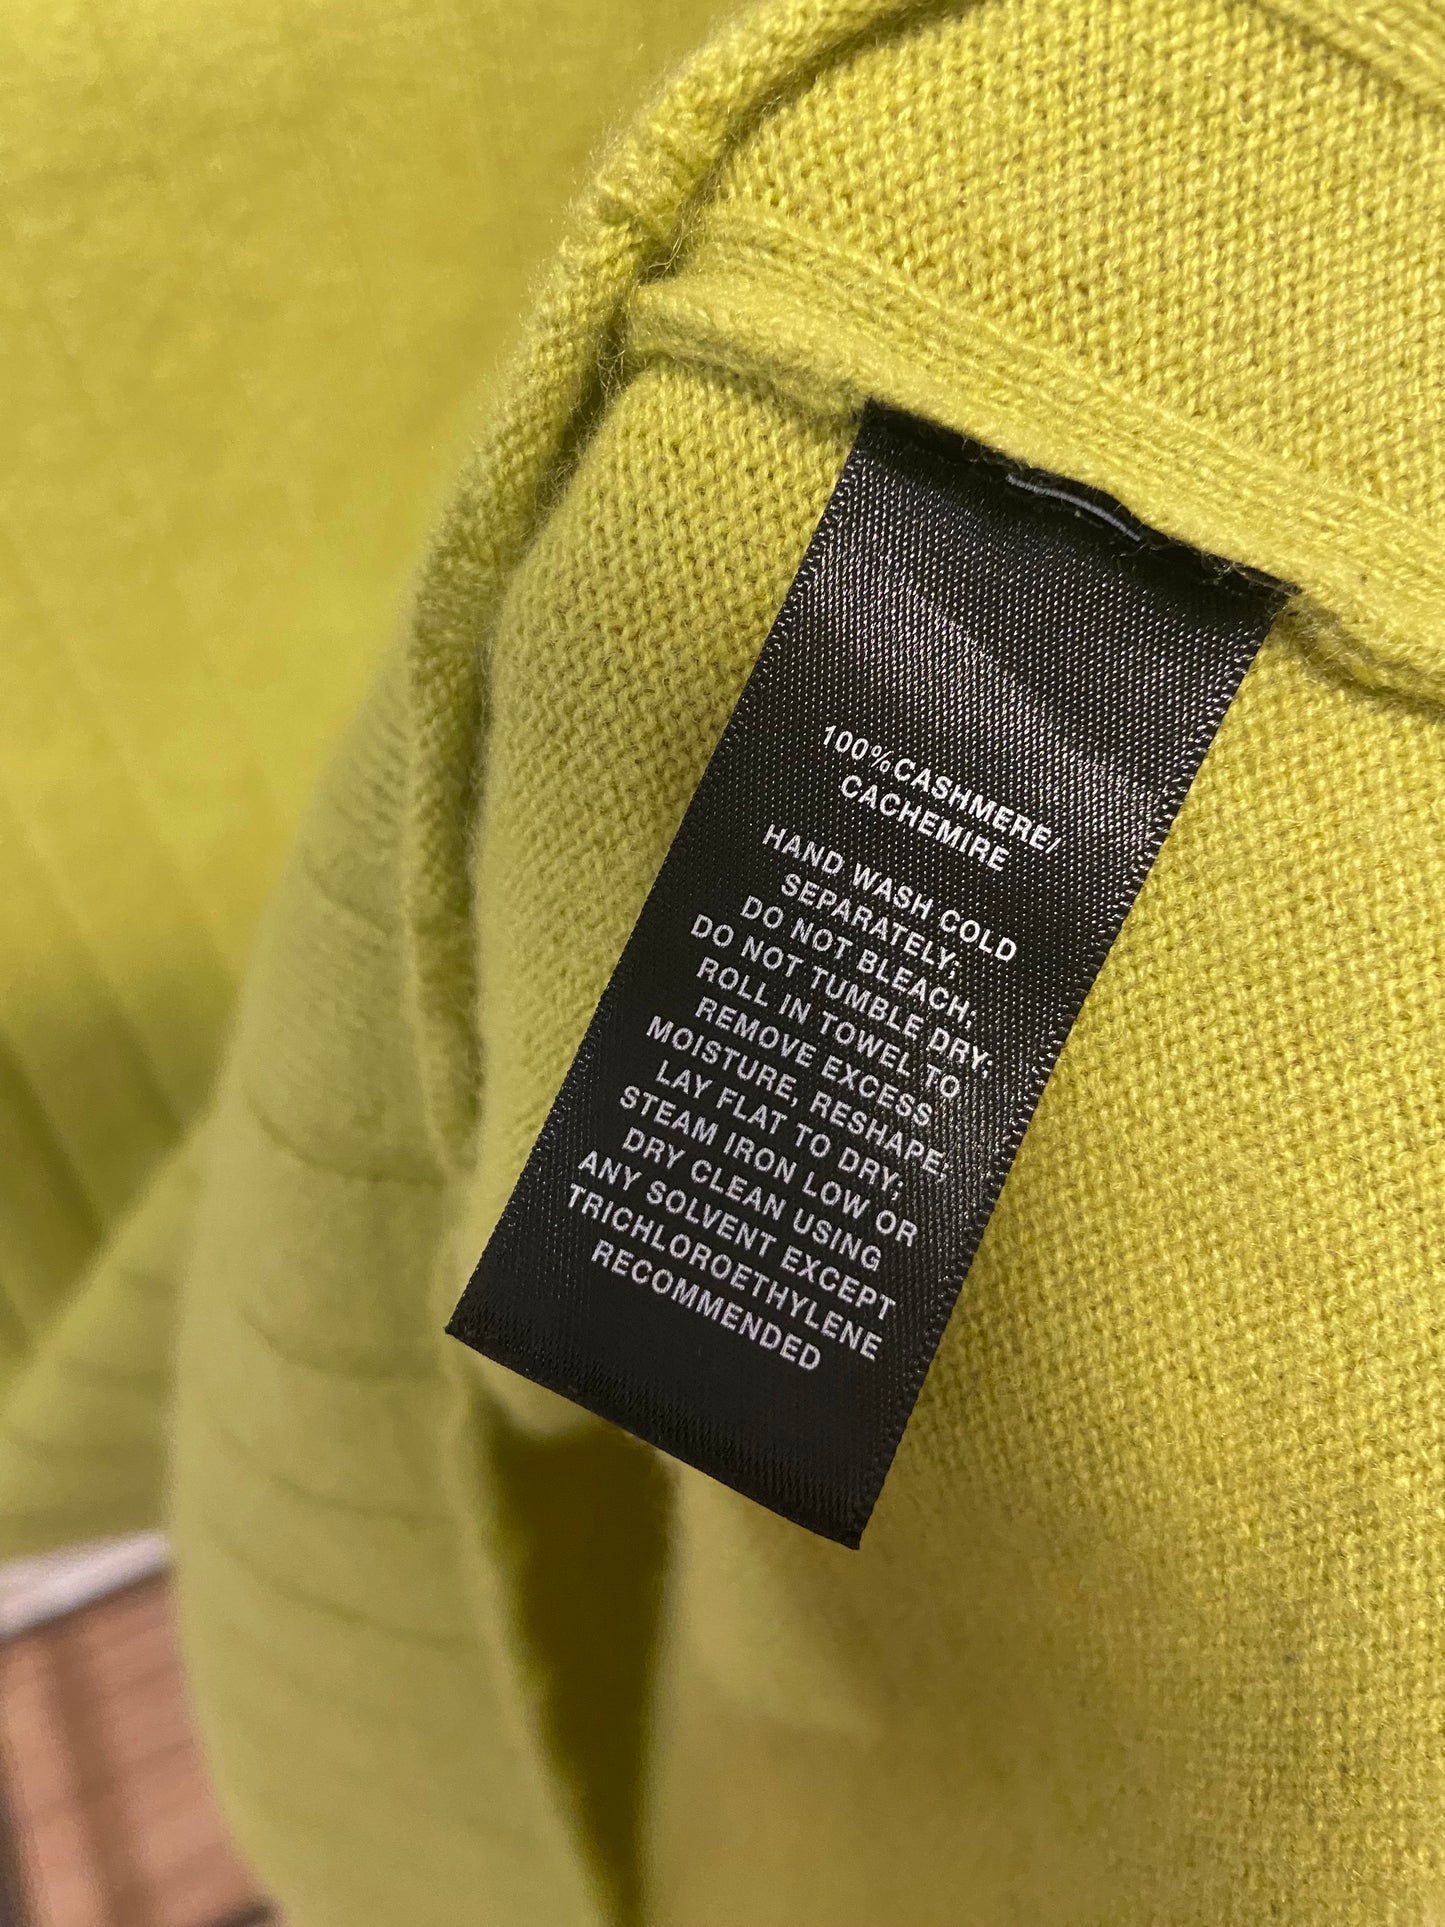 100%CASHMERE/
CACHEMIRE
HAND WASH COLD
SEPARATELY;
DO NOT BLEACH;
DO NOT TUMBLE DRY;
ROLL IN TOWEL TO
REMOVE EXCESS
MOISTURE, RESHAPE,
LAY FLAT TO DRY;
STEAM IRON LOW OR
DRY CLEAN USING
ANY SOLVENT EXCEPT
TRICHLOROETHYLENE
RECOMMENDED